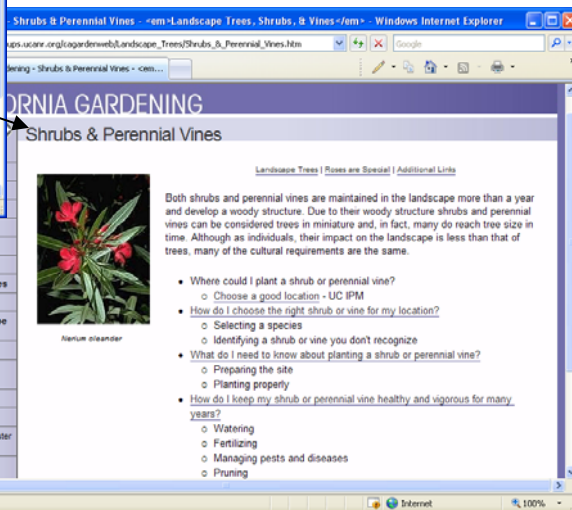 - Shrubs & Perennial Vines - <em>Landscape Trees, Shrubs, & Vines</em> - Windows Internet Explorer
ups.ucanr.org/cagardenweb/Landscape_Trees/Shrubs_&_Perennial_Vines.htm
Google
dening - Shrubs & Perennial Vines - <em...
ORNIA GARDENING
Shrubs & Perennial Vines
Landscape Trees | Roses are Special | Additional Links
Both shrubs and perennial vines are maintained in the landscape more than a year
and develop a woody structure. Due to their woody structure shrubs and perennial
vines can be considered trees in miniature and, in fact, many do reach tree size in
time. Although as individuals, their impact on the landscape is less than that of
trees, many of the cultural requirements are the same.
Nerium oleander
• Where could I plant a shrub or perennial vine?
o Choose a good location - UC IPM
• How do I choose the right shrub or vine for my location?
o Selecting a species
o Identifying a shrub or vine you don't recognize
• What do I need to know about planting a shrub or perennial vine?
o Preparing the site
o Planting properly
• How do I keep my shrub or perennial vine healthy and vigorous for many
years?
o Watering
o Fertilizing
o Managing pests and diseases
o Pruning
Internet
100%